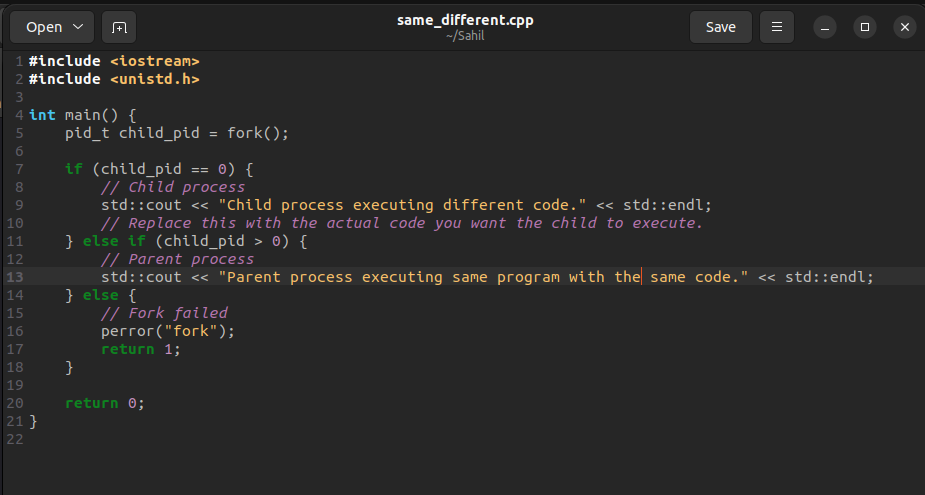 Open same_different.cpp Save
~/Sahil
1 #include <iostream>
2 #include <unistd.h>
3
4 int main() {
5     pid_t child_pid = fork();
6
7     if (child_pid == 0) {
8         // Child process
9         std::cout << "Child process executing different code." << std::endl;
10         // Replace this with the actual code you want the child to execute.
11     } else if (child_pid > 0) {
12         // Parent process
13         std::cout << "Parent process executing same program with the same code." << std::endl;
14     } else {
15         // Fork failed
16         perror("fork");
17         return 1;
18     }
19
20     return 0;
21 }
22